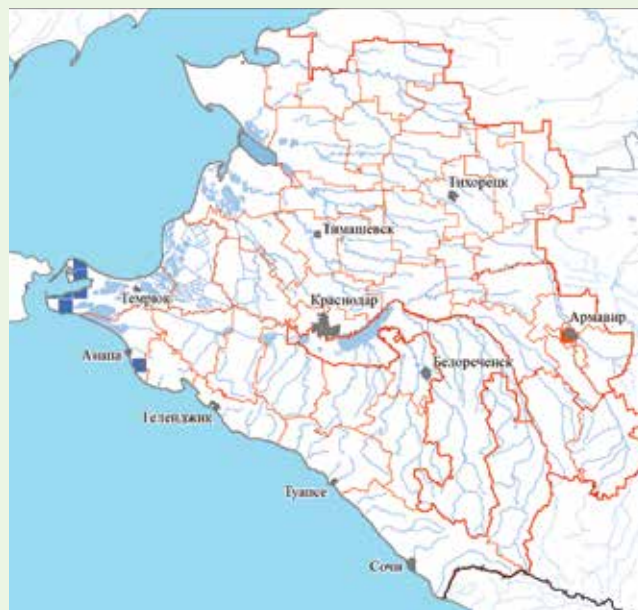 Тихорецк
Тимашевск
Темрюк
Краснодар
Армавир
Анапа
Белореченск
Геленджик
Туапсе
Сочи